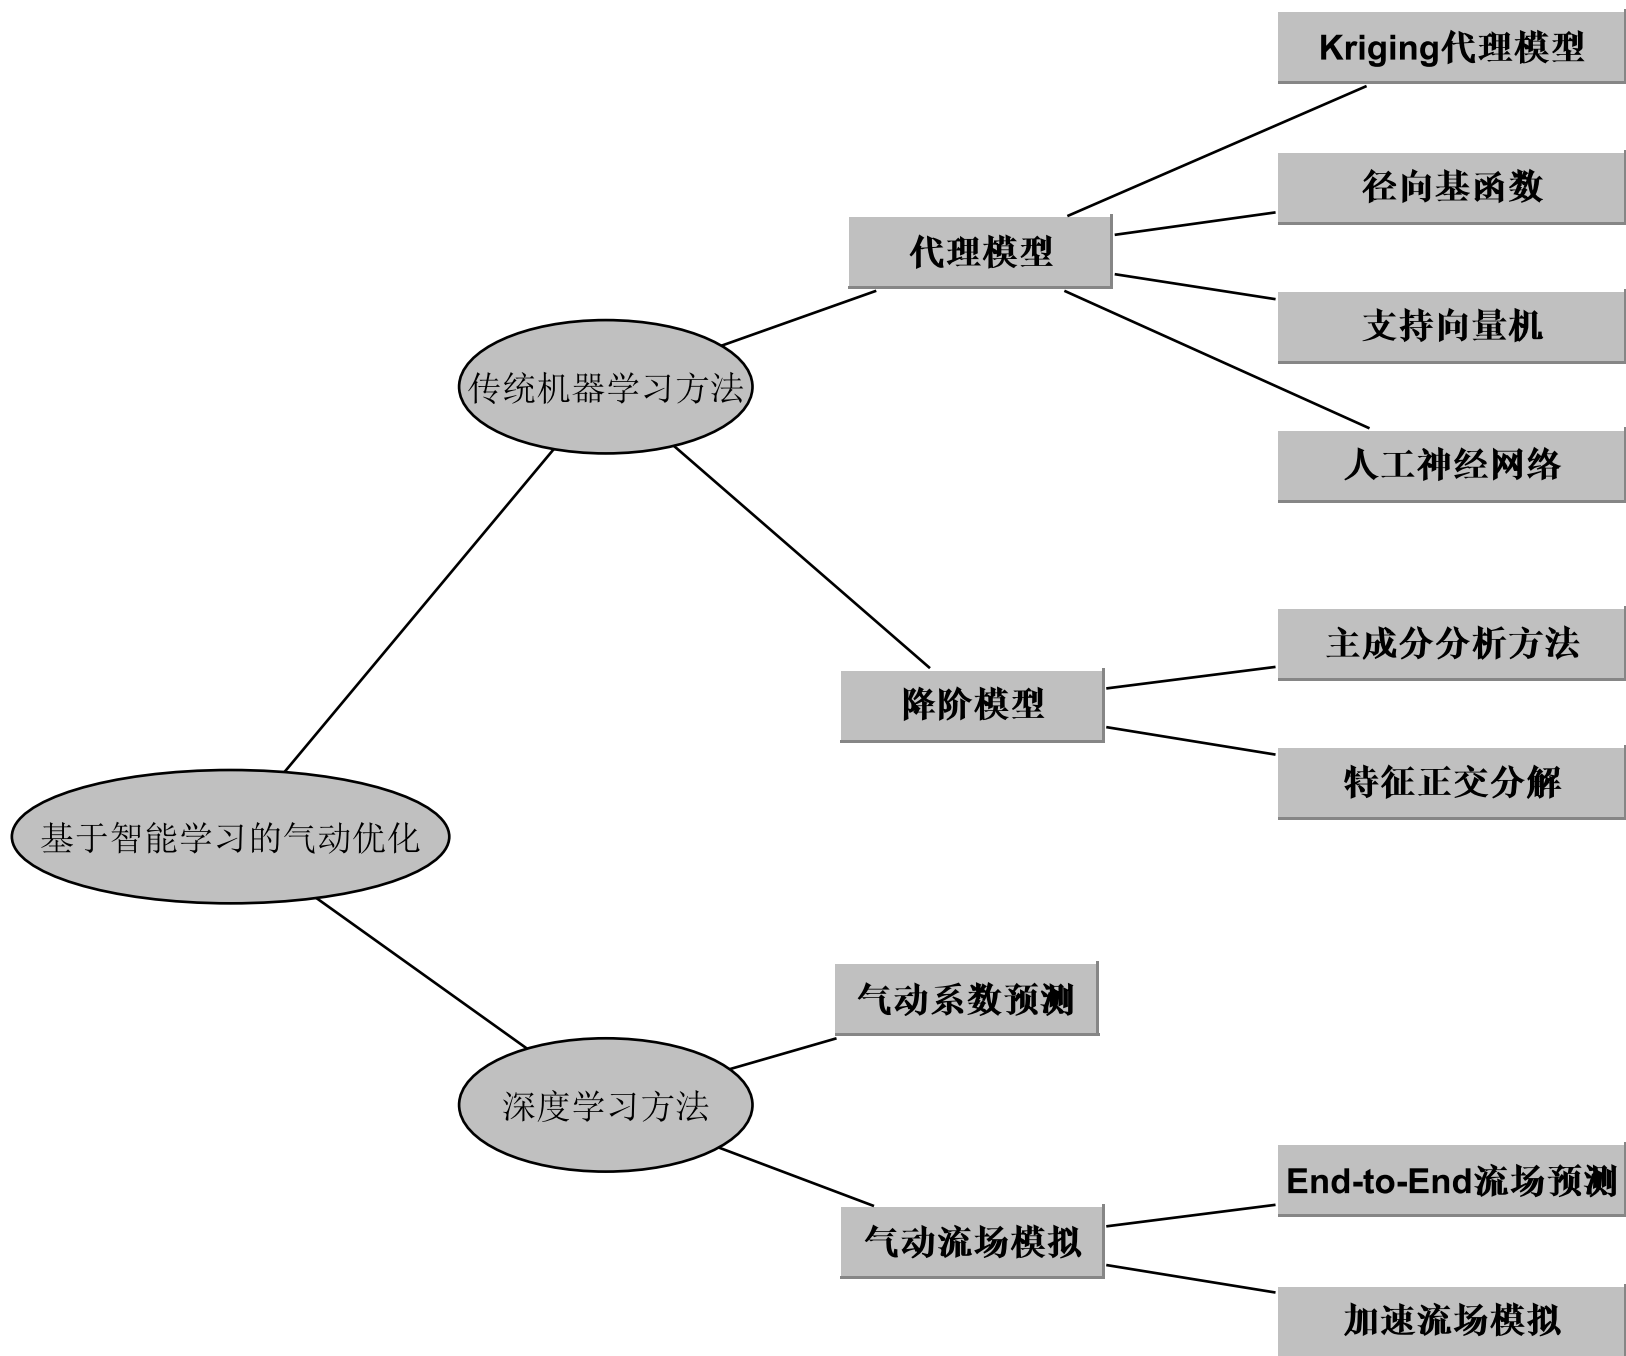 Kriging代理模型
径向基函数
代理模型
支持向量机
传统机器学习方法
人工神经网络
主成分分析方法
降阶模型
特征正交分解
基于智能学习的气动优化
气动系数预测
深度学习方法
End-to-End流场预测
气动流场模拟
加速流场模拟